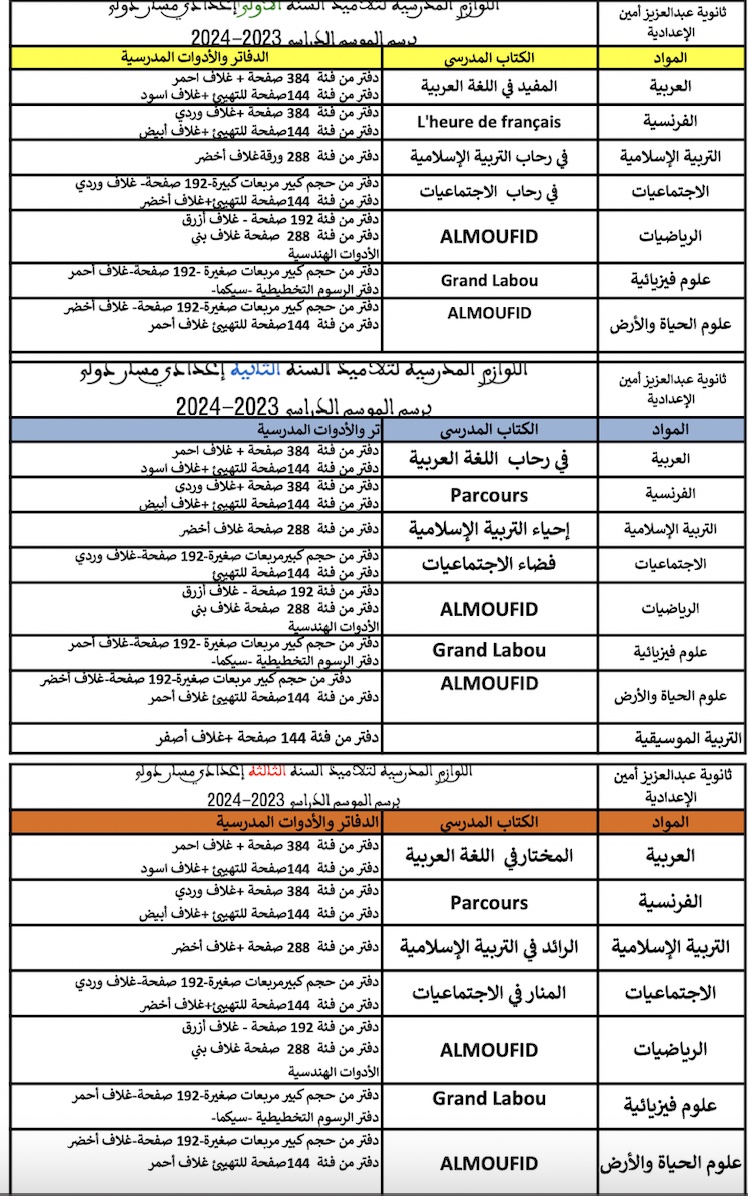 ثانوية عبدالعزيز أمين
الإعدادية
اللوازم المدرسية لتلاميذ السنة الأولى إعدادي مسار دولي
برسم الموسم الدراسي 2023-2024
المواد الكتاب المدرسي الدفاتر والأدوات المدرسية
العربية المفيد في اللغة العربية دفتر من فئة 384 صفحة + غلاف احمر
دفتر من فئة 144صفحة للتهيئ +غلاف اسود
الفرنسية L'heure de français دفتر من فئة 384 صفحة +غلاف وردي
دفتر من فئة 144صفحة للتهيئ +غلاف أبيض
التربية الإسلامية في رحاب التربية الإسلامية دفتر من فئة 288 ورقةغلاف أخضر
الاجتماعيات في رحاب الاجتماعيات دفتر من حجم كبير مربعات كبيرة-192 صفحة- غلاف وردي
دفتر من فئة 144صفحة للتهيئ+غلاف أخضر
الرياضيات ALMOUFID دفتر من فئة 192 صفحة - غلاف أزرق
دفتر من فئة 288 صفحة غلاف بني
الأدوات الهندسية
علوم فيزيائية Grand Labou دفتر من حجم كبير مربعات صغيرة -192 صفحة-غلاف أحمر
دفتر الرسوم التخطيطية -سيكما-
علوم الحياة والأرض ALMOUFID دفتر من حجم كبير مربعات صغيرة-192 صفحة- غلاف أخضر
دفتر من فئة 144صفحة للتهيئ غلاف أحمر
ثانوية عبدالعزيز أمين
الإعدادية
اللوازم المدرسية لتلاميذ السنة الثانية إعدادي مسار دولي
برسم الموسم الدراسي 2023-2024
المواد الكتاب المدرسي تر والأدوات المدرسية
العربية في رحاب اللغة العربية دفتر من فئة 384 صفحة + غلاف احمر
دفتر من فئة 144صفحة للتهيئ +غلاف اسود
الفرنسية Parcours دفتر من فئة 384 صفحة +غلاف وردي
دفتر من فئة 144صفحة للتهيئ +غلاف أبيض
التربية الإسلامية إحياء التربية الإسلامية دفتر من فئة 288 صفحة غلاف أخضر
الاجتماعيات فضاء الاجتماعيات دفتر من حجم كبيرمربعات صغيرة-192 صفحة-غلاف وردي
دفتر من فئة 144صفحة للتهيئ
الرياضيات ALMOUFID دفتر من فئة 192 صفحة - غلاف أزرق
دفتر من فئة 288 صفحة غلاف بني
الأدوات الهندسية
علوم فيزيائية Grand Labou دفتر من حجم كبير مربعات صغيرة -192 صفحة-غلاف أحمر
دفتر الرسوم التخطيطية -سيكما-
علوم الحياة والأرض ALMOUFID دفتر من حجم كبير مربعات صغيرة-192 صفحة-غلاف أخضر
دفتر من فئة 144صفحة للتهيئ غلاف أحمر
التربية الموسيقية دفتر من فئة 144 صفحة +غلاف أصفر
ثانوية عبدالعزيز أمين
الإعدادية
اللوازم المدرسية لتلاميذ السنة الثالثة إعدادي مسار دولي
برسم الموسم الدراسي 2023-2024
المواد الكتاب المدرسي الدفاتر والأدوات المدرسية
العربية المختارفي اللغة العربية دفتر من فئة 384 صفحة + غلاف احمر
دفتر من فئة 144صفحة للتهيئ +غلاف اسود
الفرنسية Parcours دفتر من فئة 384 صفحة +غلاف وردي
دفتر من فئة 144صفحة للتهيئ +غلاف أبيض
التربية الإسلامية الرائد في التربية الإسلامية دفتر من فئة 288 صفحة +غلاف أخضر
الاجتماعيات المنار في الاجتماعيات دفتر من حجم كبيرمربعات صغيرة-192 صفحة-غلاف وردي
دفتر من فئة 144صفحة للتهيئ+غلاف أخضر
الرياضيات ALMOUFID دفتر من فئة 192 صفحة - غلاف أزرق
دفتر من فئة 288 صفحة غلاف بني
الأدوات الهندسية
علوم فيزيائية Grand Labou دفتر من حجم كبير مربعات صغيرة -192 صفحة-غلاف أحمر
دفتر الرسوم التخطيطية -سيكما-
علوم الحياة والأرض ALMOUFID دفتر من حجم كبير مربعات صغيرة-192 صفحة-غلاف أخضر
دفتر من فئة 144صفحة للتهيئ غلاف أحمر